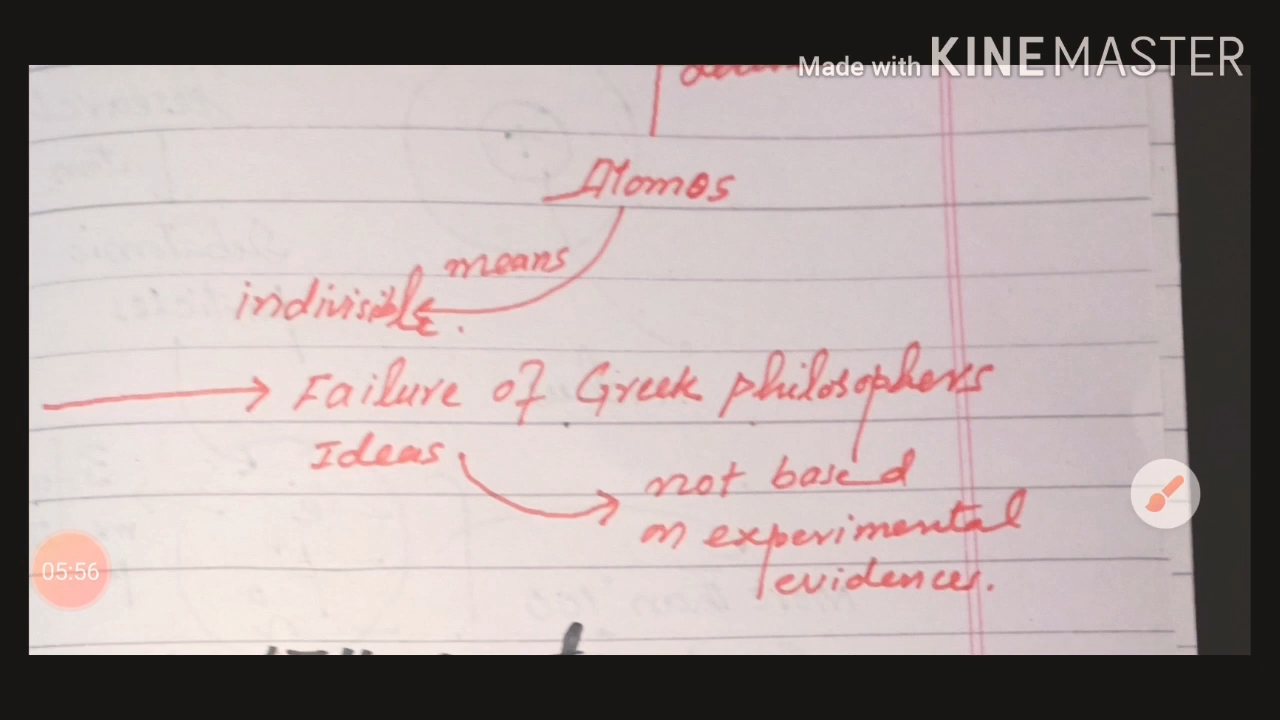 Made with KINEMASTER
Atomos
means
indivisible.
Failure of Greek philosophers
Ideas
not based
on experimental
evidences.
05:56